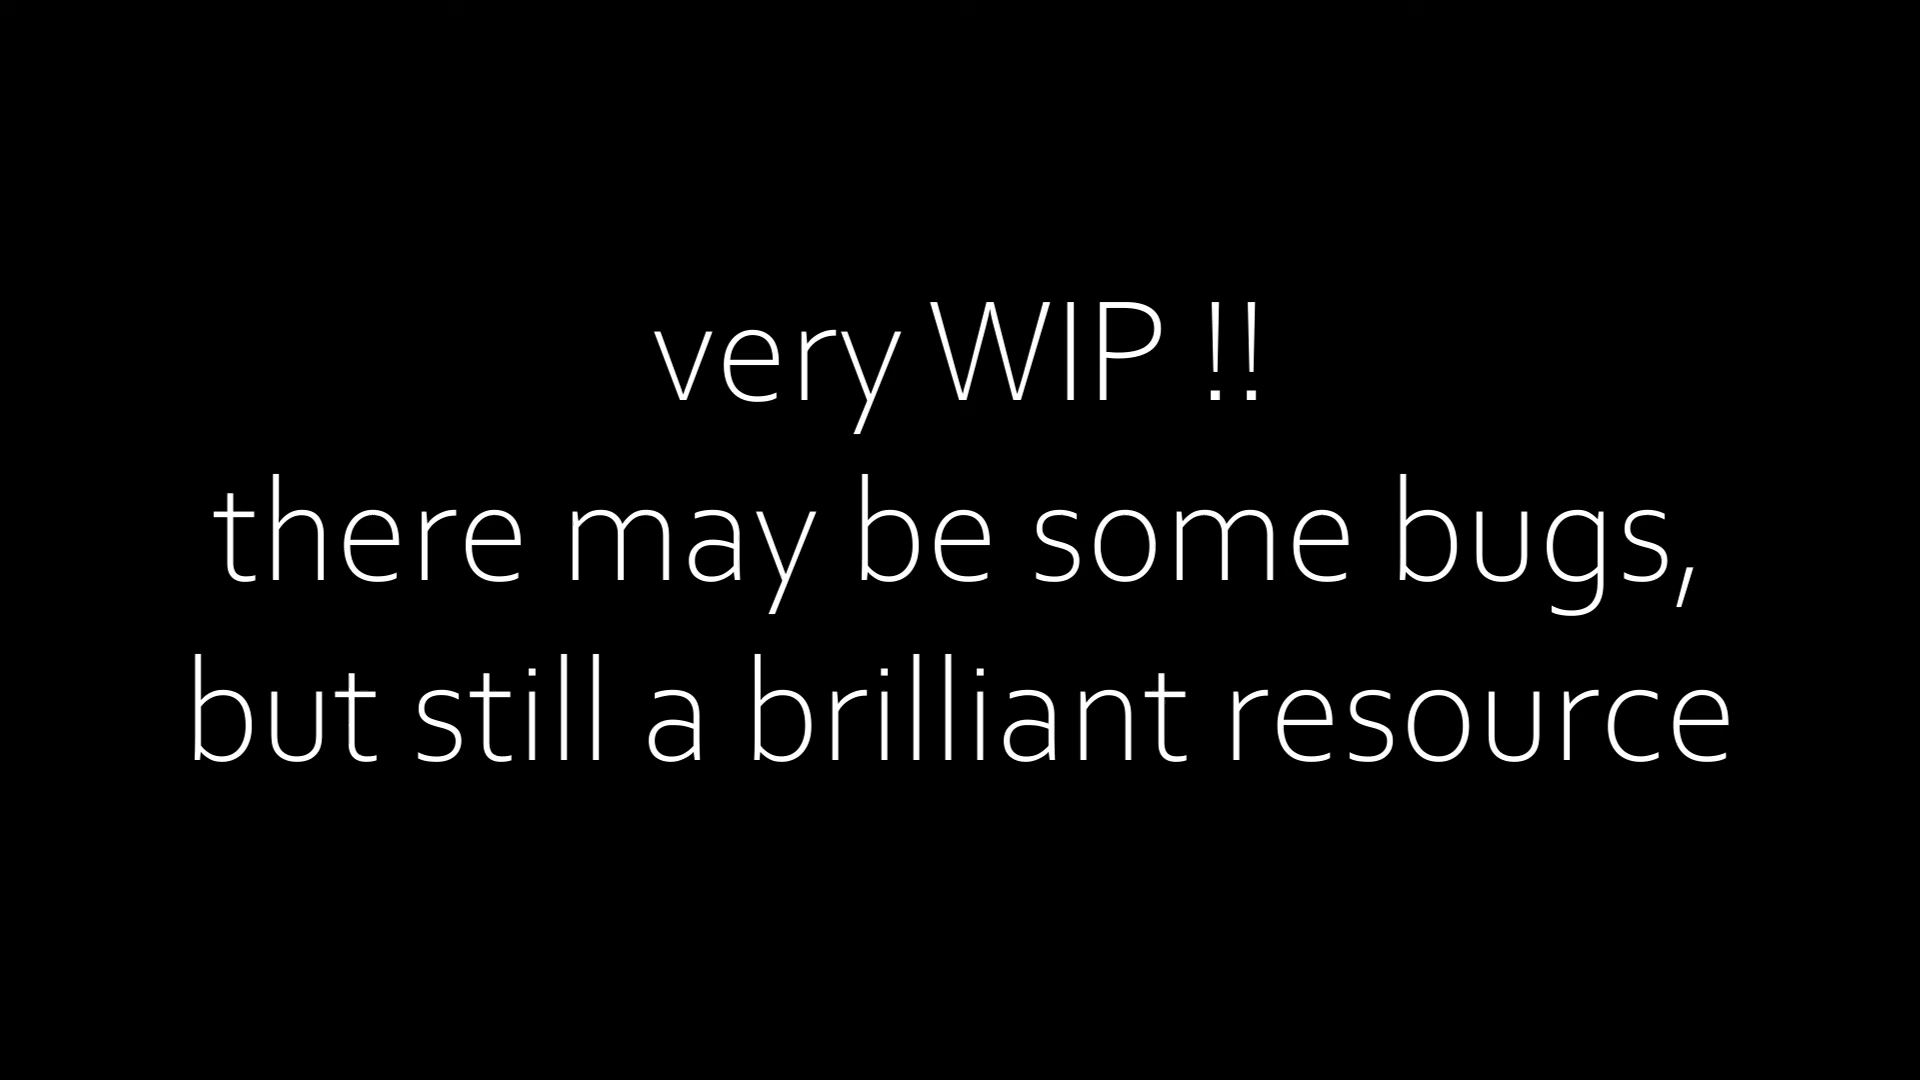 very WIP !!
there may be some bugs,
but still a brilliant resource